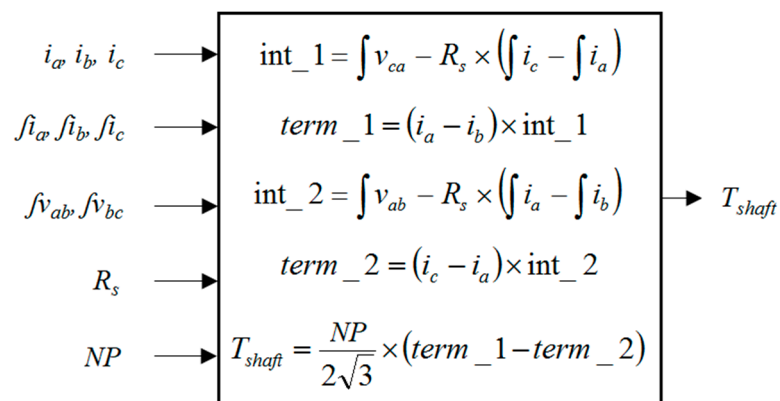 i_a, i_b, i_c
int_1 = ∫v_ca − R_s × (∫i_c − ∫i_a)
∫i_a, ∫i_b, ∫i_c
term_1 = (i_a − i_b) × int_1
∫v_ab, ∫v_bc
int_2 = ∫v_ab − R_s × (∫i_a − ∫i_b)
T_shaft
R_s
term_2 = (i_c − i_a) × int_2
NP
T_shaft = NP/(2√3) × (term_1 − term_2)